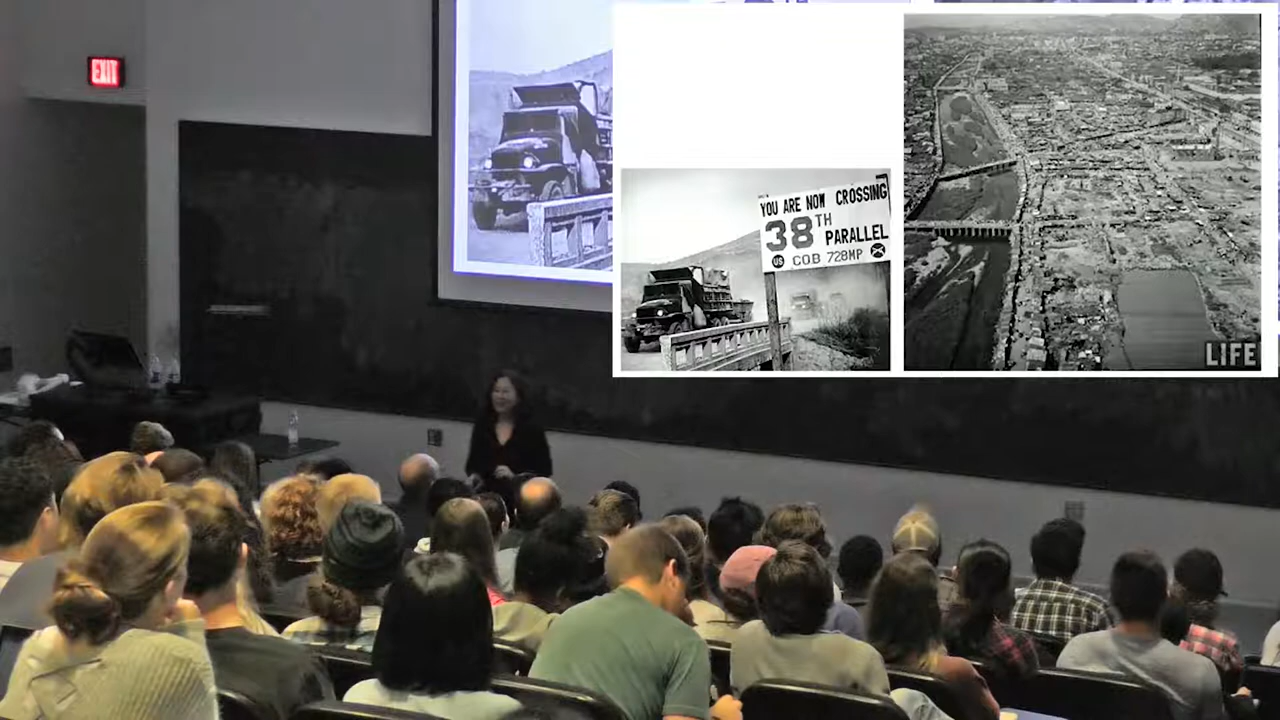 EXIT
YOU ARE NOW CROSSING
38TH
PARALLEL
US COB 728MP
LIFE